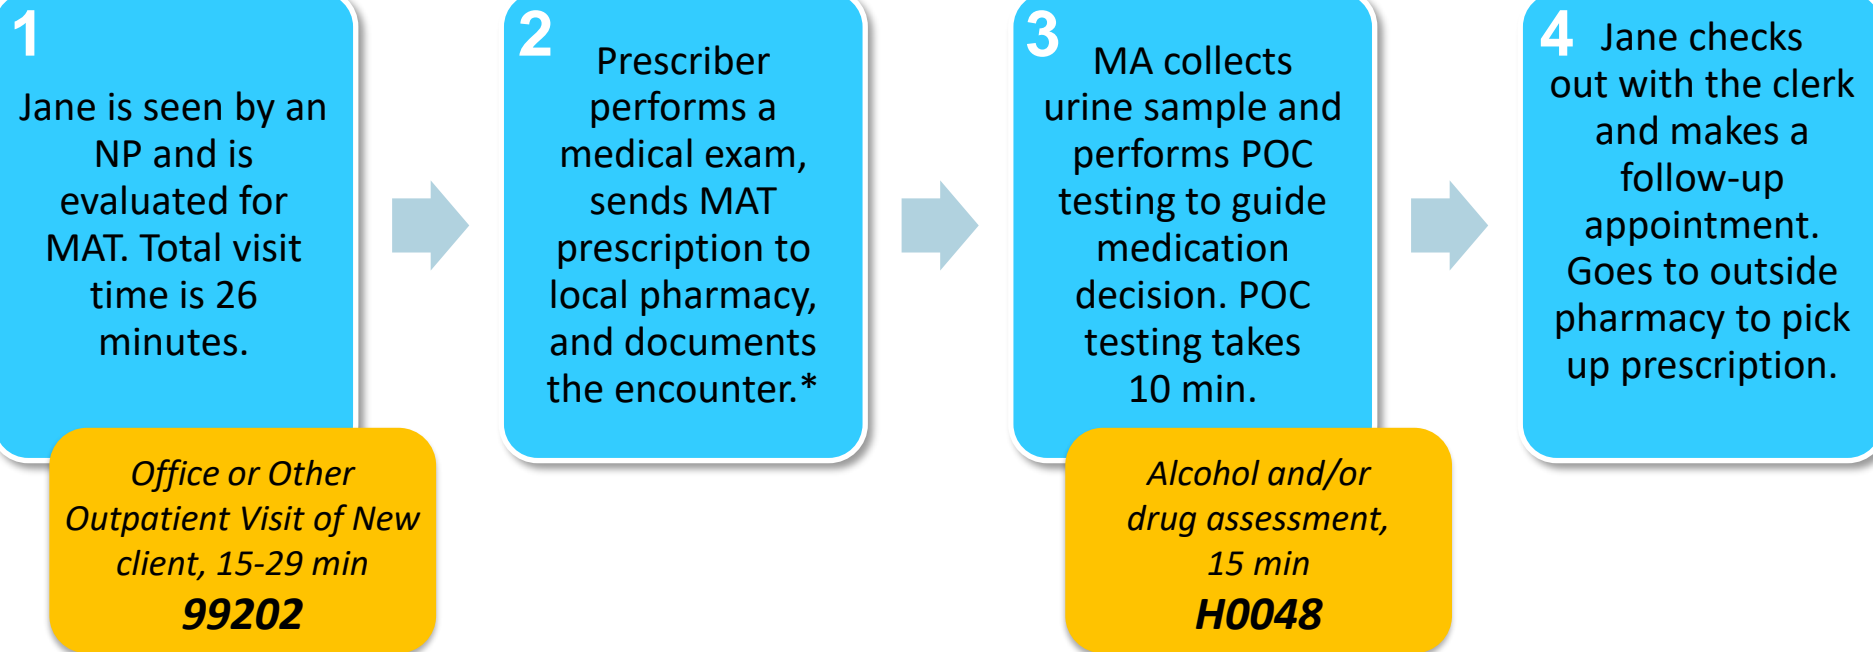 1
Jane is seen by an
NP and is
evaluated for
MAT. Total visit
time is 26
minutes.
Office or Other
Outpatient Visit of New
client, 15-29 min
99202
2
Prescriber
performs a
medical exam,
sends MAT
prescription to
local pharmacy,
and documents
the encounter.*
3
MA collects
urine sample and
performs POC
testing to guide
medication
decision. POC
testing takes
10 min.
Alcohol and/or
drug assessment,
15 min
H0048
4 Jane checks
out with the clerk
and makes a
follow-up
appointment.
Goes to outside
pharmacy to pick
up prescription.